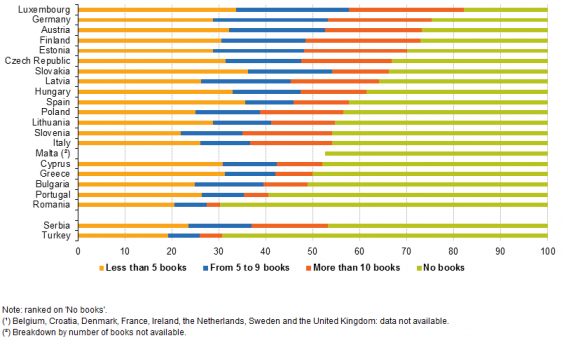 Luxembourg
Germany
Austria
Finland
Estonia
Czech Republic
Slovakia
Latvia
Hungary
Spain
Poland
Lithuania
Slovenia
Italy
Malta (²)
Cyprus
Greece
Bulgaria
Portugal
Romania
Serbia
Turkey
0 10 20 30 40 50 60 70 80 90 100
Less than 5 books From 5 to 9 books More than 10 books No books
Note: ranked on 'No books'.
(¹) Belgium, Croatia, Denmark, France, Ireland, the Netherlands, Sweden and the United Kingdom: data not available.
(²) Breakdown by number of books not available.